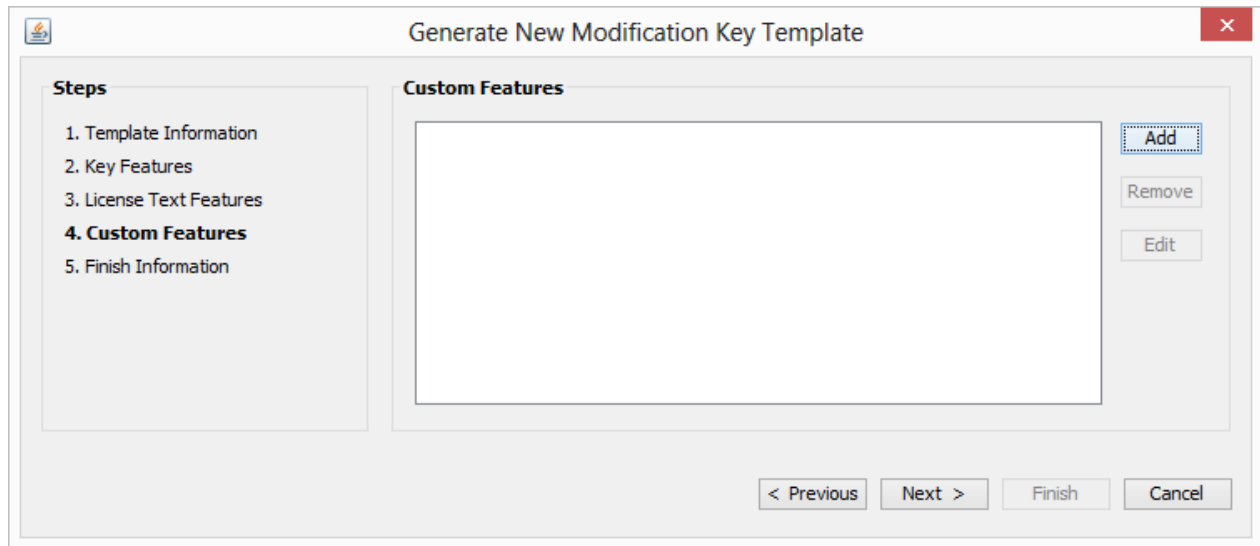 Generate New Modification Key Template
Steps
1. Template Information
2. Key Features
3. License Text Features
4. Custom Features
5. Finish Information
Custom Features
Add
Remove
Edit
< Previous Next > Finish Cancel